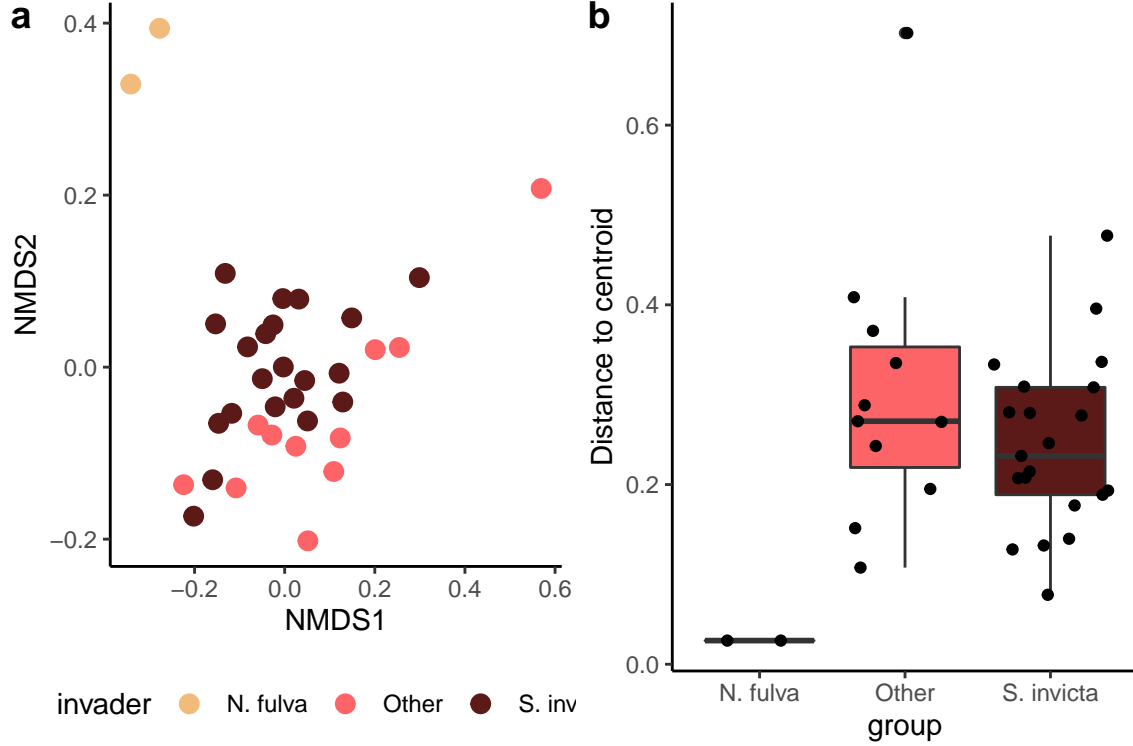 a
NMDS2
0.4
0.2
0.0
−0.2
−0.2 0.0 0.2 0.4 0.6
NMDS1
invader N. fulva Other S. inv
b
Distance to centroid
0.6
0.4
0.2
0.0
N. fulva Other S. invicta
group